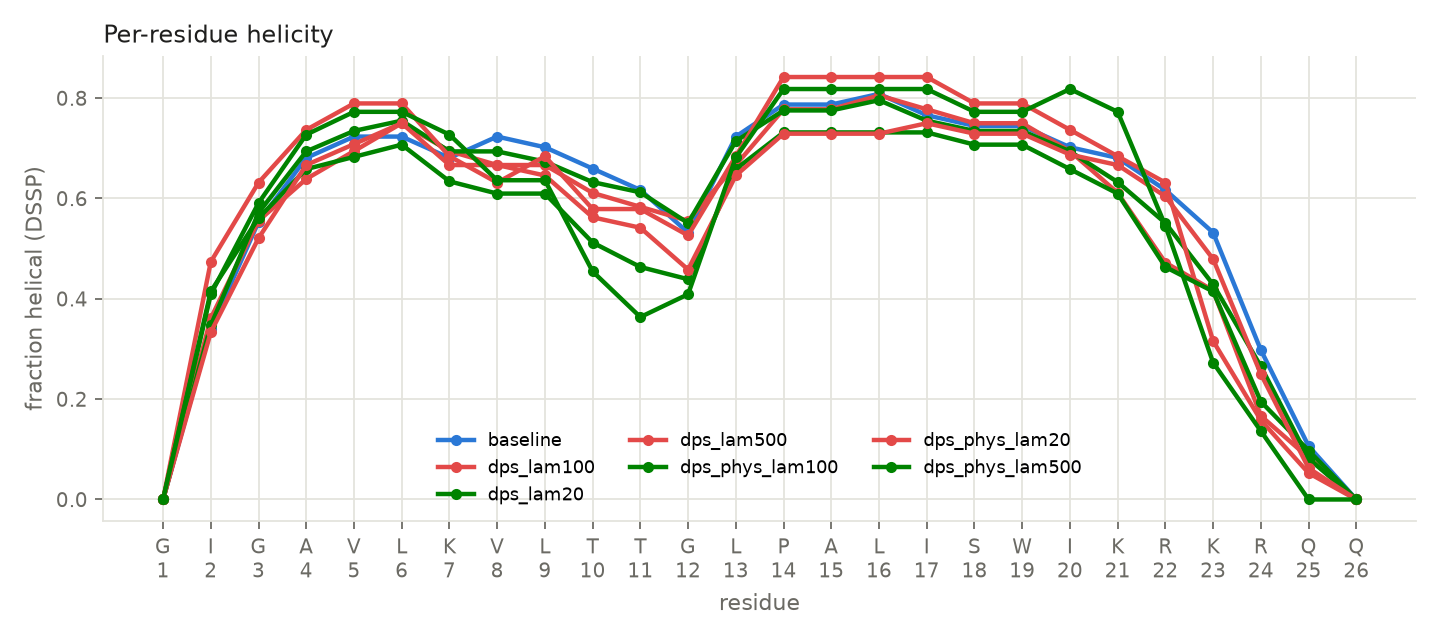 Per-residue helicity
fraction helical (DSSP)
0.8
0.6
0.4
0.2
0.0
baseline
dps_lam100
dps_lam20
dps_lam500
dps_phys_lam100
dps_phys_lam20
dps_phys_lam500
G I G A V L K V L T T G L P A L I S W I K R K R Q Q
1 2 3 4 5 6 7 8 9 10 11 12 13 14 15 16 17 18 19 20 21 22 23 24 25 26
residue